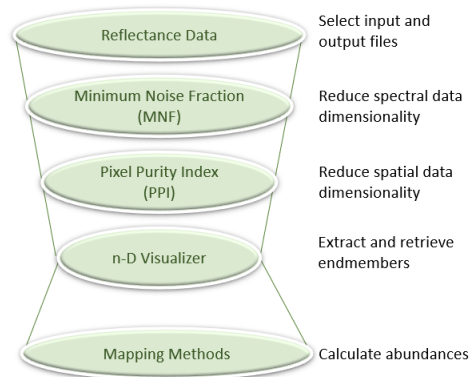 Reflectance Data
Select input and
output files
Minimum Noise Fraction
(MNF)
Reduce spectral data
dimensionality
Pixel Purity Index
(PPI)
Reduce spatial data
dimensionality
n-D Visualizer
Extract and retrieve
endmembers
Mapping Methods
Calculate abundances